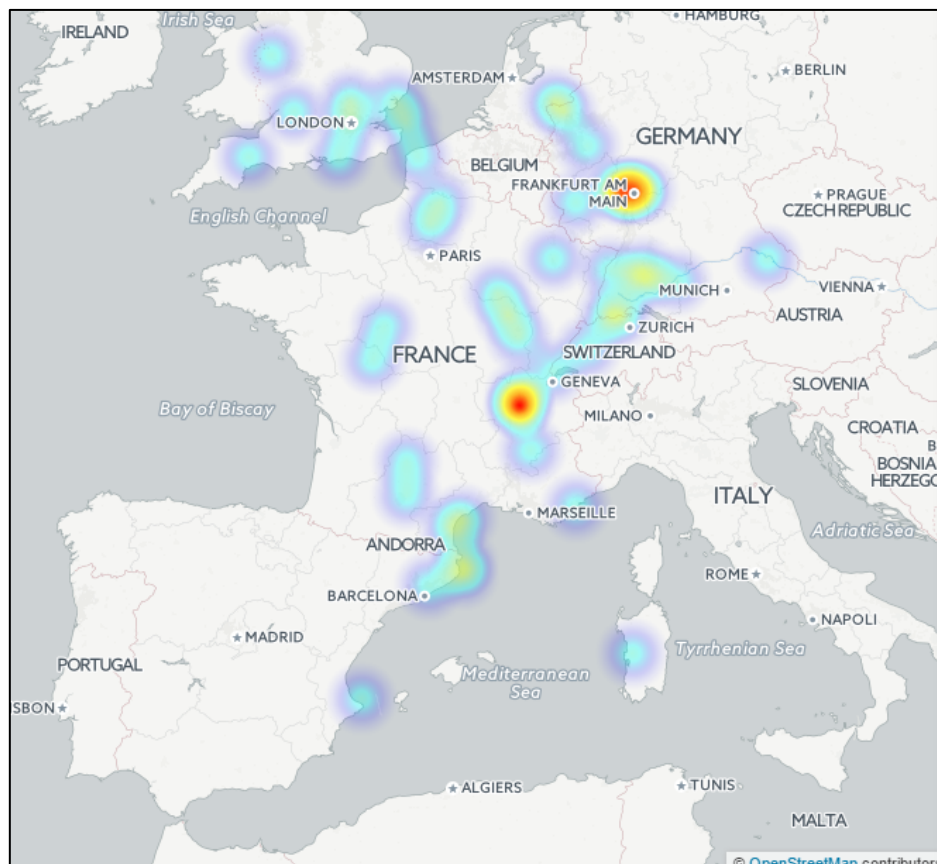 Irish Sea
HAMBURG
IRELAND
BERLIN
AMSTERDAM
LONDON
GERMANY
BELGIUM
FRANKFURT AM
MAIN
PRAGUE
CZECH REPUBLIC
English Channel
PARIS
MUNICH
VIENNA
AUSTRIA
ZURICH
FRANCE
SWITZERLAND
GENEVA
SLOVENIA
Bay of Biscay
MILANO
CROATIA
B
BOSNIA
HERZEGO
ITALY
MARSEILLE
Adriatic Sea
ANDORRA
ROME
BARCELONA
NAPOLI
MADRID
Tyrrhenian Sea
PORTUGAL
Mediterranean
Sea
SBON
ALGIERS
TUNIS
MALTA
© OpenStreetMap contributor